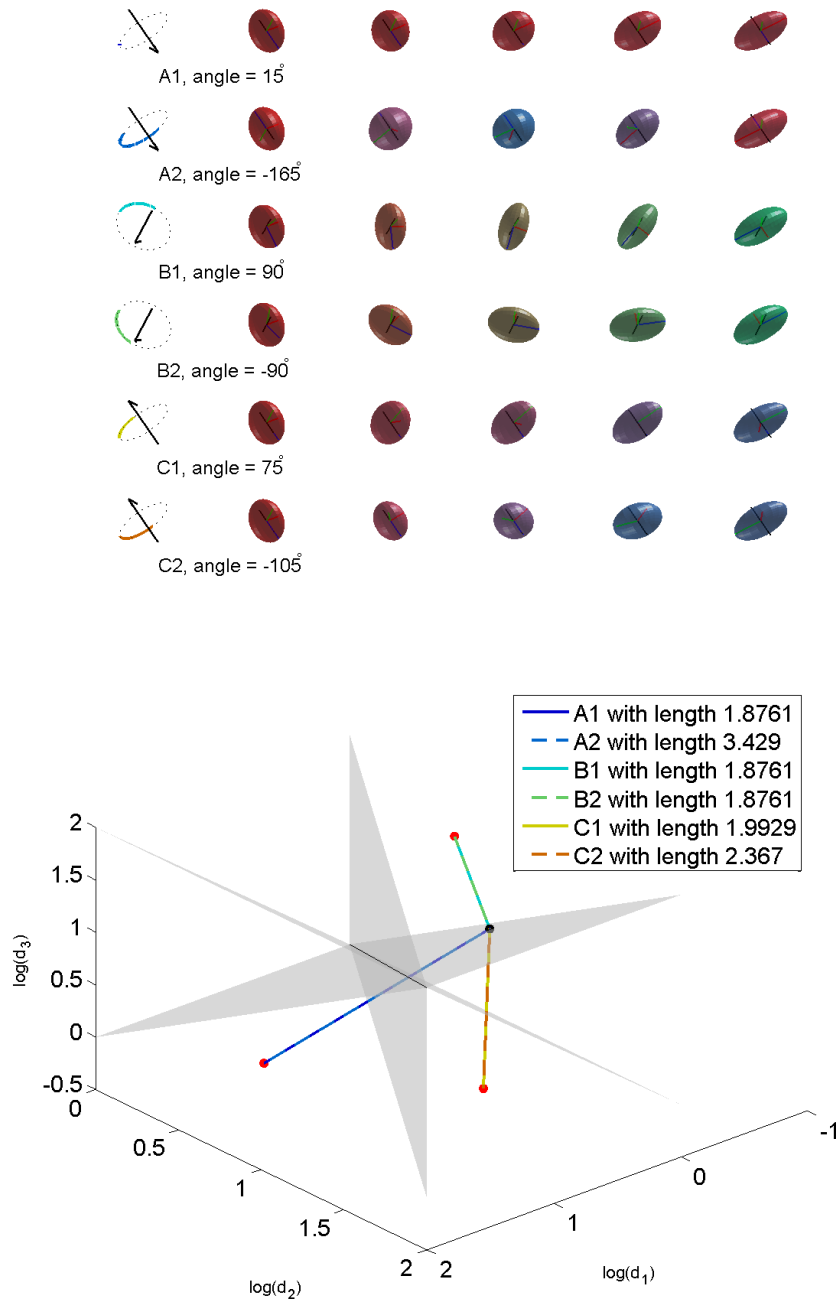 A1, angle = 15°
A2, angle = -165°
B1, angle = 90°
B2, angle = -90°
C1, angle = 75°
C2, angle = -105°
A1 with length 1.8761
A2 with length 3.429
B1 with length 1.8761
B2 with length 1.8761
C1 with length 1.9929
C2 with length 2.367
2
1.5
1
0.5
0
-0.5
log(d_3)
0
0.5
1
1.5
2
log(d_2)
2
1
0
-1
log(d_1)